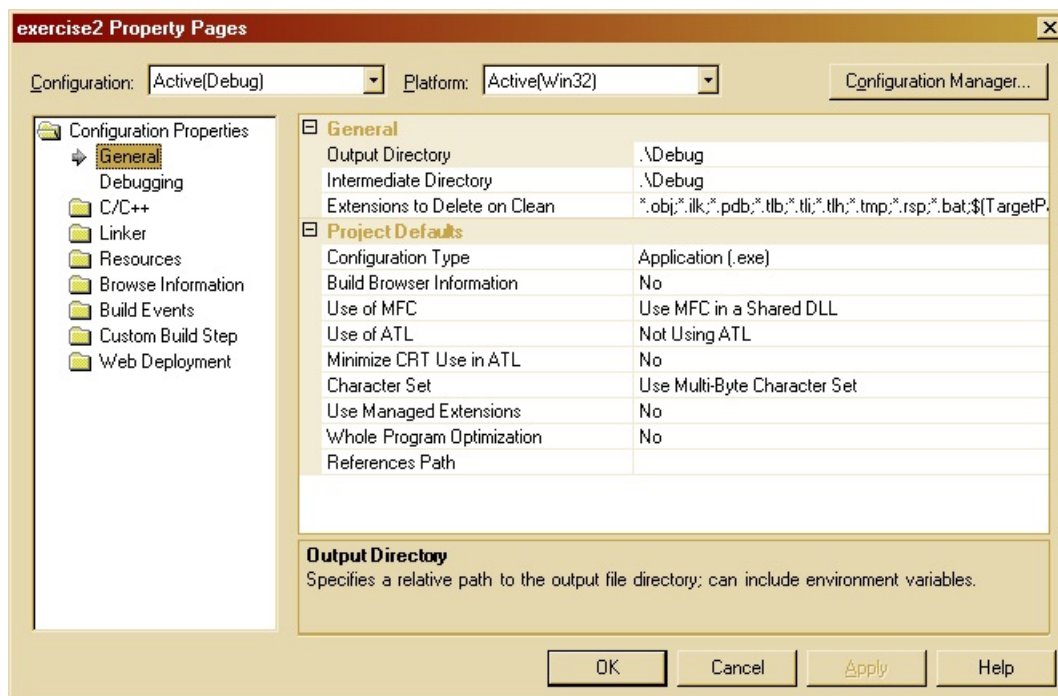 exercise2 Property Pages
Configuration: Active(Debug) Platform: Active(Win32) Configuration Manager...
Configuration Properties
General
Debugging
C/C++
Linker
Resources
Browse Information
Build Events
Custom Build Step
Web Deployment
General
Output Directory .\Debug
Intermediate Directory .\Debug
Extensions to Delete on Clean *.obj;*.ilk;*.pdb;*.tlb;*.tli;*.tlh;*.tmp;*.rsp;*.bat;$(TargetP
Project Defaults
Configuration Type Application (.exe)
Build Browser Information No
Use of MFC Use MFC in a Shared DLL
Use of ATL Not Using ATL
Minimize CRT Use in ATL No
Character Set Use Multi-Byte Character Set
Use Managed Extensions No
Whole Program Optimization No
References Path
Output Directory
Specifies a relative path to the output file directory; can include environment variables.
OK Cancel Apply Help